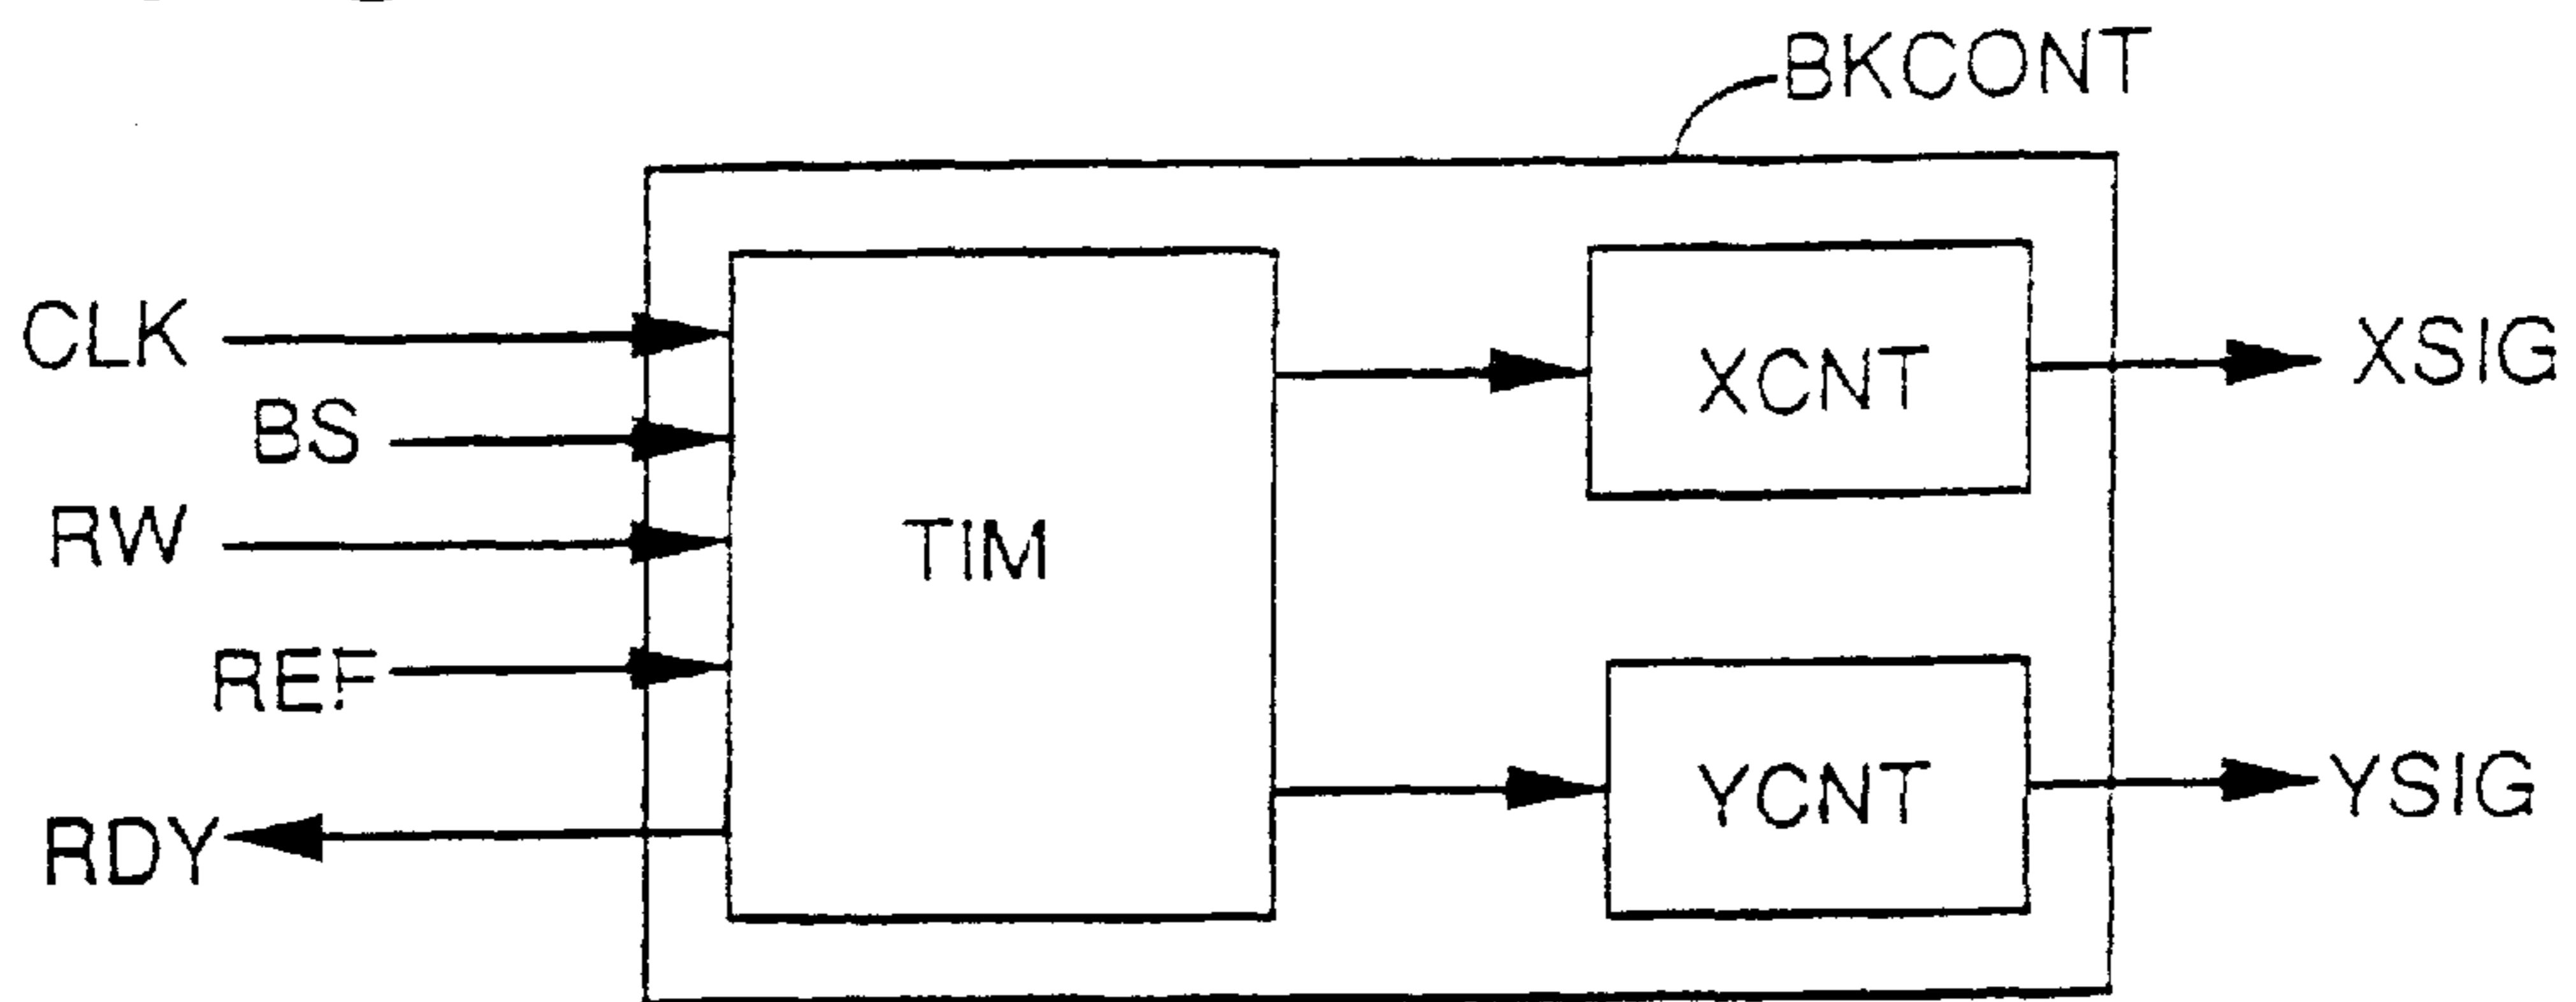 BKCONT
CLK
BS
RW
REF
RDY
TIM
XCNT
YCNT
XSIG
YSIG